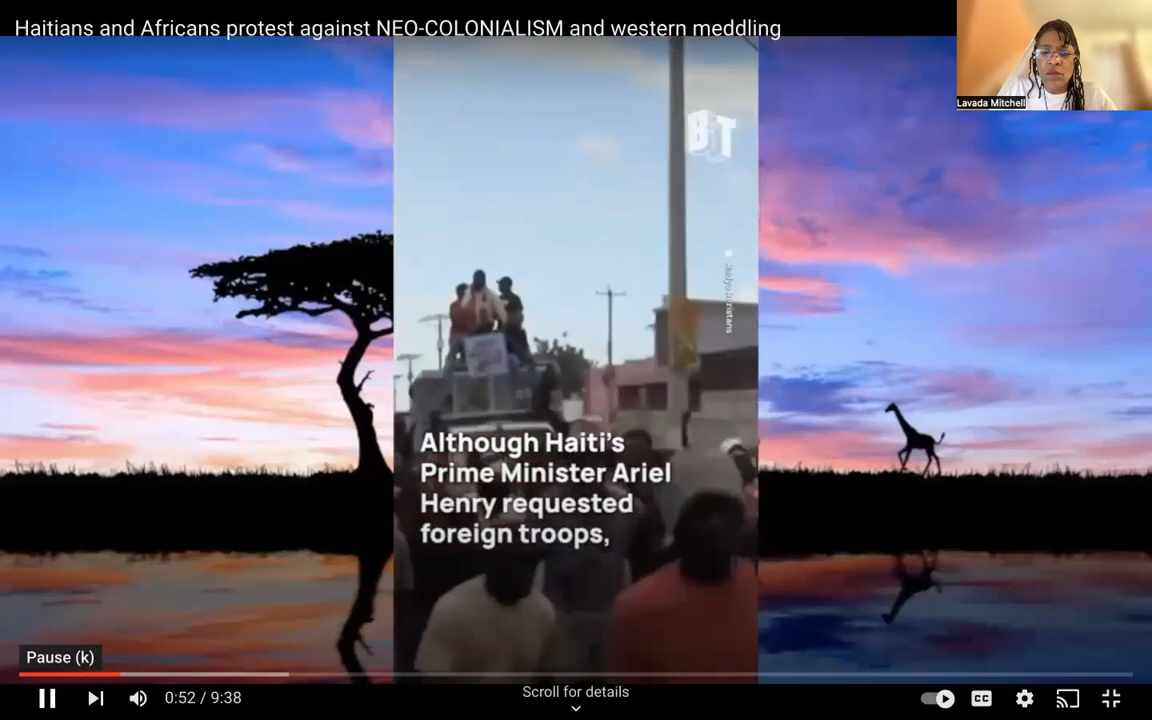 Haitians and Africans protest against NEO-COLONIALISM and western meddling
Lavada Mitchell
BT
Although Haiti's
Prime Minister Ariel
Henry requested
foreign troops,
Pause (k)
0:52 / 9:38
Scroll for details
CC